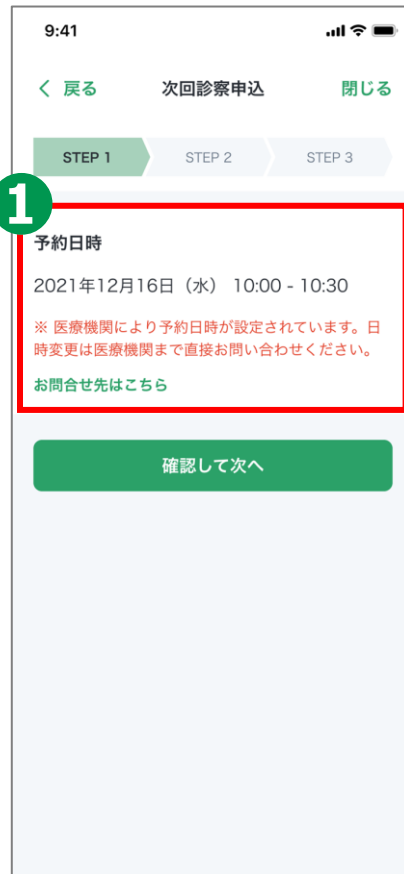 9:41
戻る 次回診察申込 閉じる
STEP 1 STEP 2 STEP 3
1
予約日時
2021年12月16日（水） 10:00 - 10:30
※ 医療機関により予約日時が設定されています。日
時変更は医療機関まで直接お問い合わせください。
お問合せ先はこちら
確認して次へ